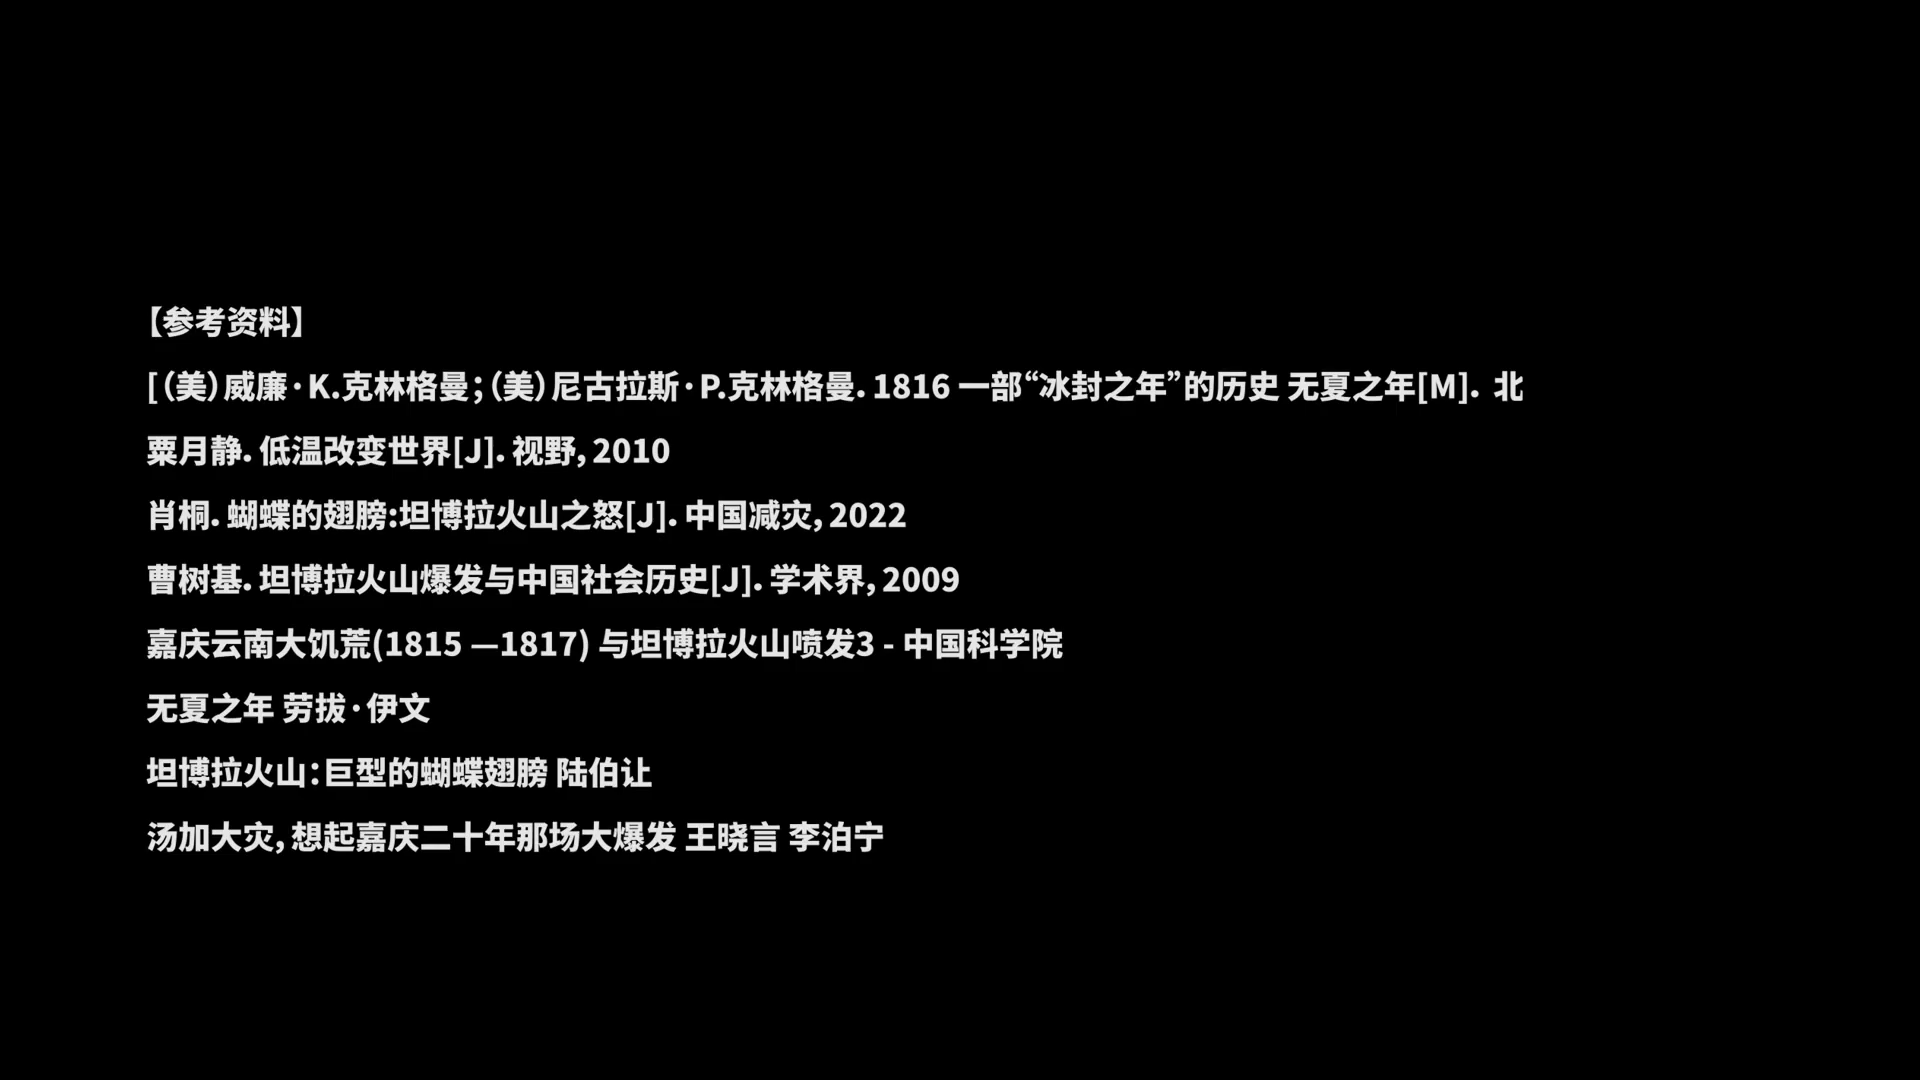 【参考资料】
[（美）威廉·K.克林格曼；（美）尼古拉斯·P.克林格曼. 1816 一部“冰封之年”的历史 无夏之年[M]. 北
粟月静. 低温改变世界[J]. 视野, 2010
肖桐. 蝴蝶的翅膀:坦博拉火山之怒[J]. 中国减灾, 2022
曹树基. 坦博拉火山爆发与中国社会历史[J]. 学术界, 2009
嘉庆云南大饥荒(1815 —1817) 与坦博拉火山喷发3 - 中国科学院
无夏之年 劳拔·伊文
坦博拉火山：巨型的蝴蝶翅膀 陆伯让
汤加大灾, 想起嘉庆二十年那场大爆发 王晓言 李泊宁